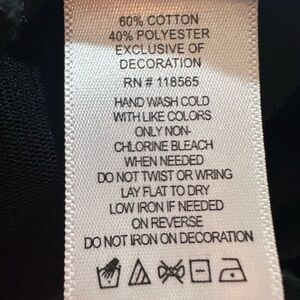 60% COTTON
40% POLYESTER
EXCLUSIVE OF
DECORATION
RN # 118565
HAND WASH COLD
WITH LIKE COLORS
ONLY NON-
CHLORINE BLEACH
WHEN NEEDED
DO NOT TWIST OR WRING
LAY FLAT TO DRY
LOW IRON IF NEEDED
ON REVERSE
DO NOT IRON ON DECORATION